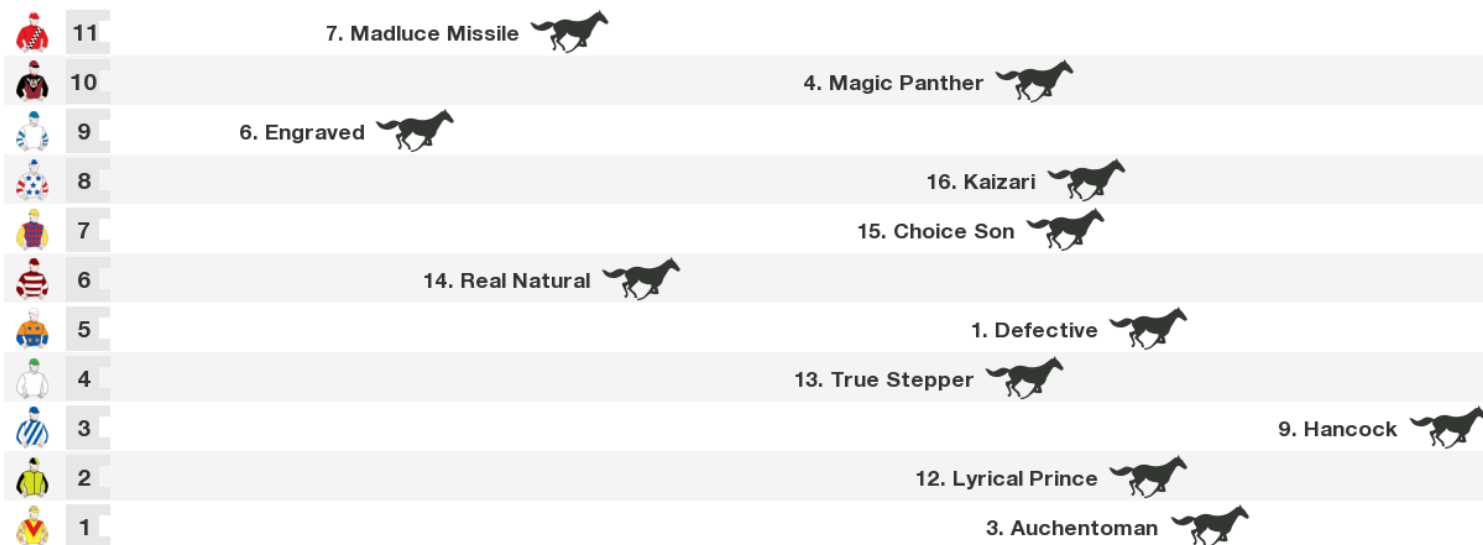 11 7. Madluce Missile
10 4. Magic Panther
9 6. Engraved
8 16. Kaizari
7 15. Choice Son
6 14. Real Natural
5 1. Defective
4 13. True Stepper
3 9. Hancock
2 12. Lyrical Prince
1 3. Auchentoman